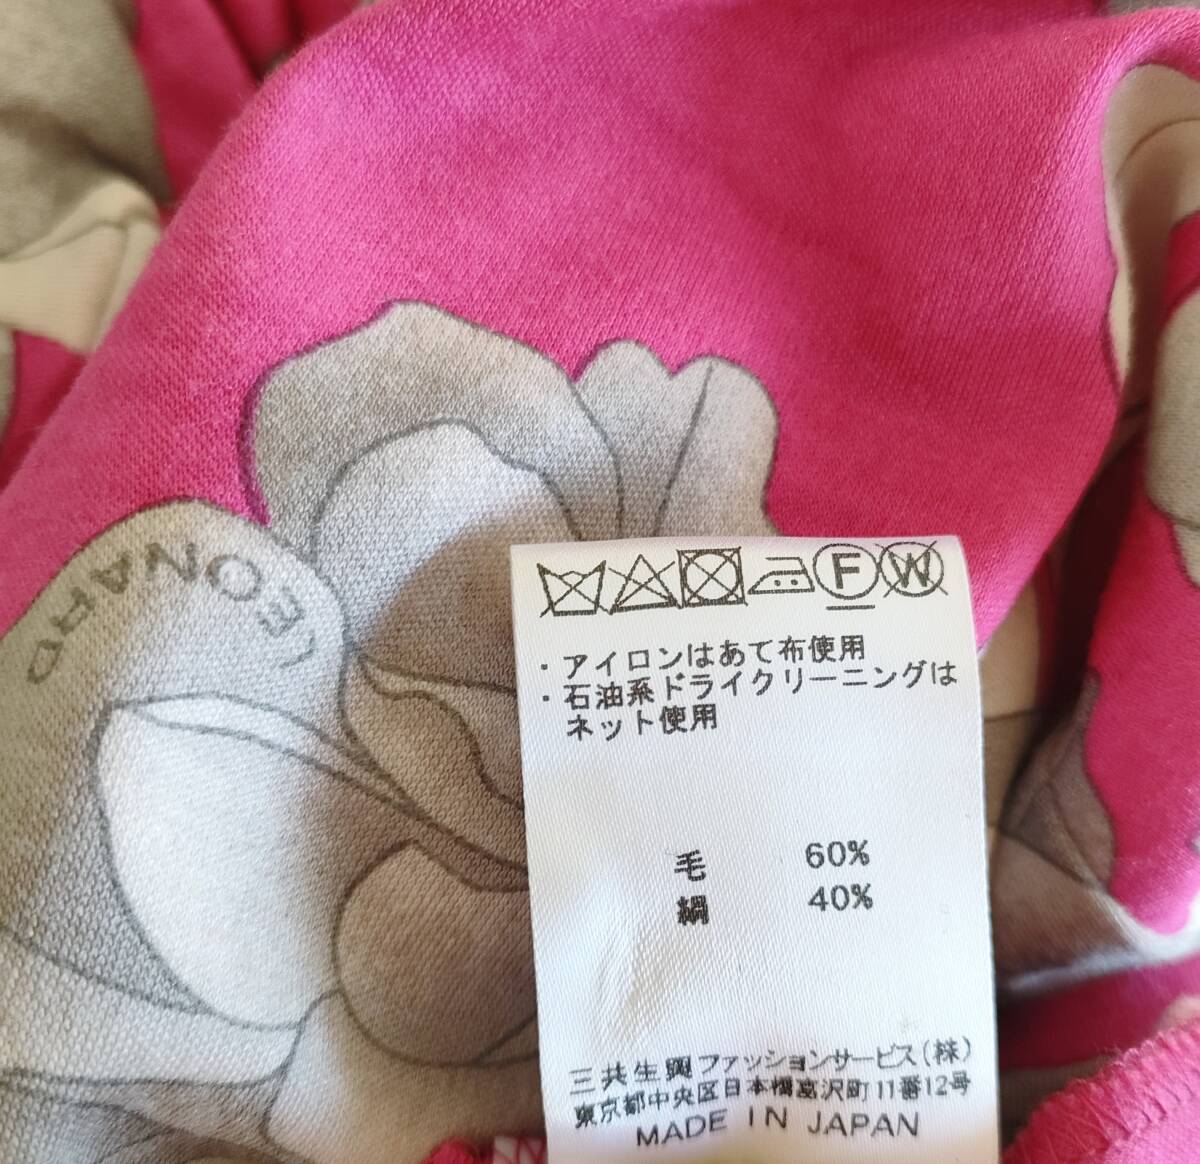 LEONARD
F W
・アイロンはあて布使用
・石油系ドライクリーニングは
ネット使用
毛 60%
絹 40%
三共生興ファッションサービス(株)
東京都中央区日本橋富沢町11番12号
MADE IN JAPAN